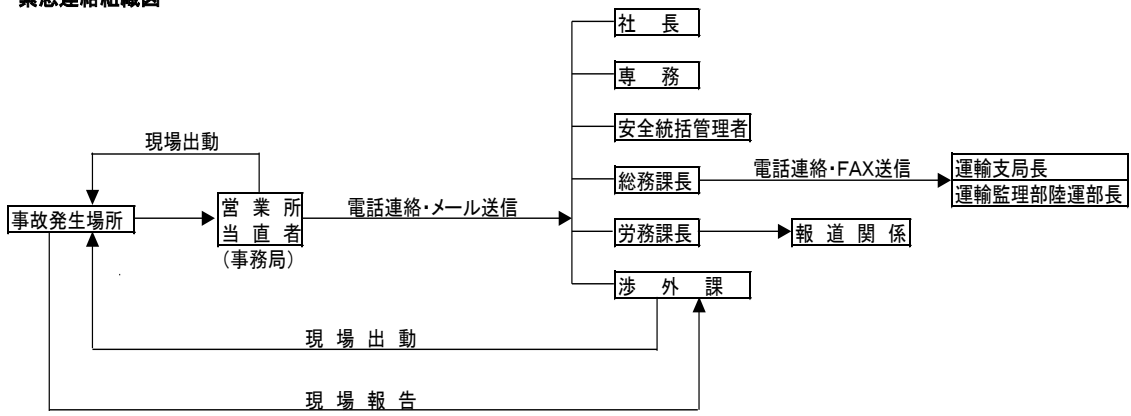 緊急連絡組織図
社　長
専　務
安全統括管理者
現場出動
電話連絡・FAX送信
総務課長
運輸支局長
運輸監理部陸運部長
事故発生場所
営　業　所
当　直　者
(事務局)
電話連絡・メール送信
労務課長
報　道　関　係
渉　外　課
現　場　出　動
現　場　報　告